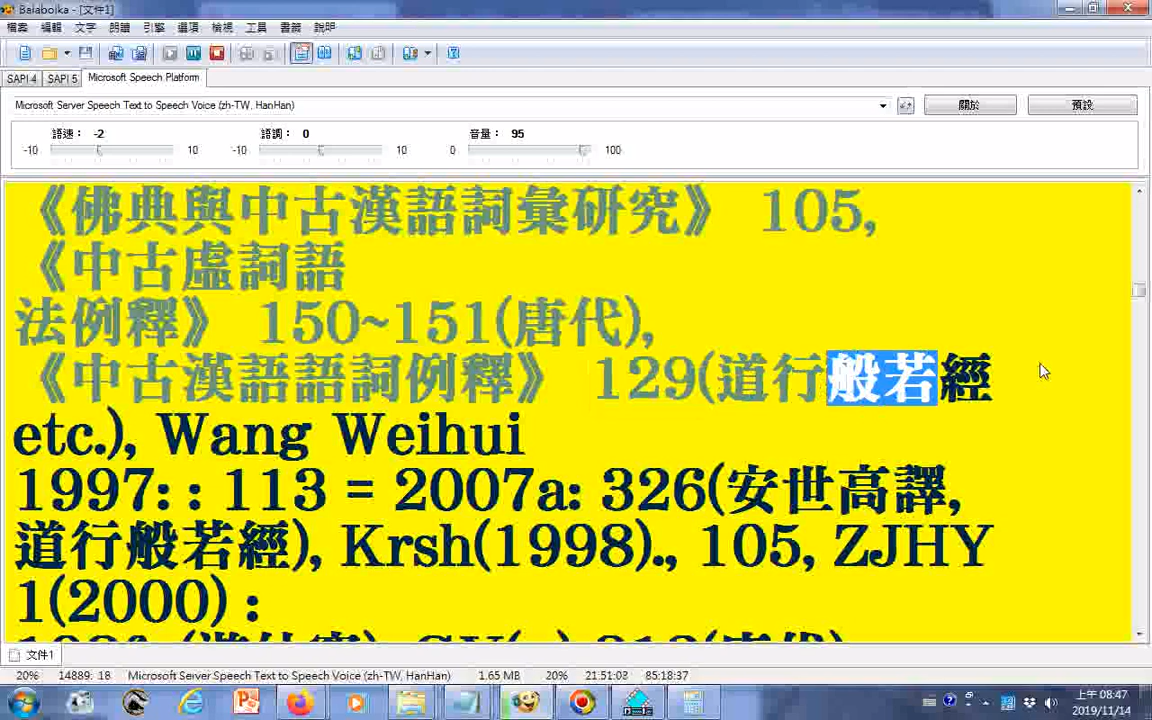 Balabolka - [文件1]
檔案 編輯 文字 朗讀 引擎 選項 檢視 工具 書籤 說明
SAPI 4 SAPI 5 Microsoft Speech Platform
Microsoft Server Speech Text to Speech Voice (zh-TW, HanHan) 關於 預設
語速： -2 語調： 0 音量： 95
-10 10 -10 10 0 100
《佛典與中古漢語詞彙研究》 105,
《中古虛詞語
法例釋》 150~151(唐代),
《中古漢語語詞例釋》 129(道行般若經
etc.), Wang Weihui
1997: : 113 = 2007a: 326(安世高譯,
道行般若經), Krsh(1998)., 105, ZJHY
1(2000) :
文件1
20% 14889: 18 Microsoft Server Speech Text to Speech Voice (zh-TW, HanHan) 1.65 MB 20% 21:51:03 85:18:37
上午 08:47
2019/11/14